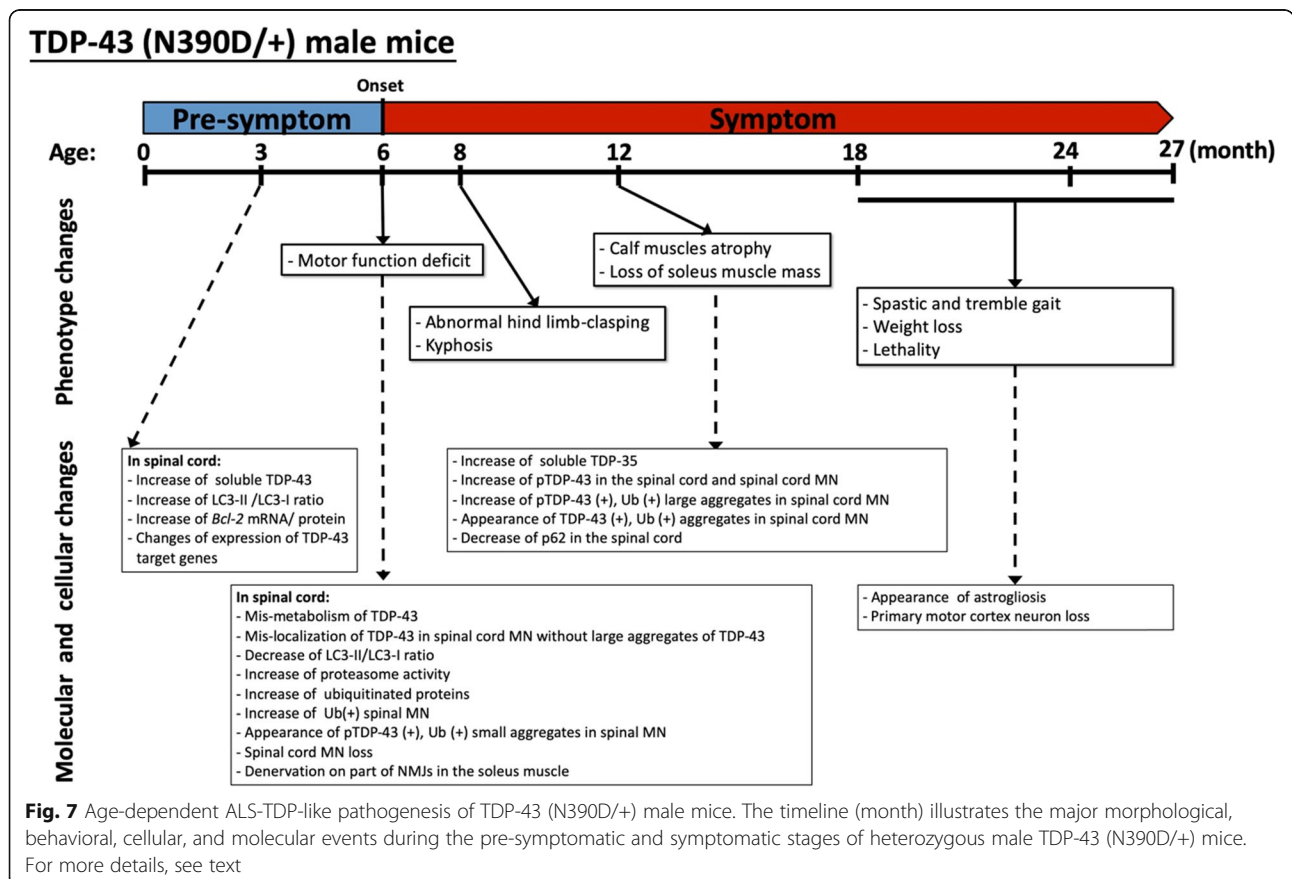 TDP-43 (N390D/+) male mice
Onset
Pre-symptom
Symptom
Age: 0 3 6 8 12 18 24 27 (month)
Phenotype changes
- Motor function deficit
- Abnormal hind limb-clasping
- Kyphosis
- Calf muscles atrophy
- Loss of soleus muscle mass
- Spastic and tremble gait
- Weight loss
- Lethality
Molecular and cellular changes
In spinal cord:
- Increase of soluble TDP-43
- Increase of LC3-II /LC3-I ratio
- Increase of Bcl-2 mRNA/ protein
- Changes of expression of TDP-43
target genes
In spinal cord:
- Mis-metabolism of TDP-43
- Mis-localization of TDP-43 in spinal cord MN without large aggregates of TDP-43
- Decrease of LC3-II/LC3-I ratio
- Increase of proteasome activity
- Increase of ubiquitinated proteins
- Increase of Ub(+) spinal MN
- Appearance of pTDP-43 (+), Ub (+) small aggregates in spinal MN
- Spinal cord MN loss
- Denervation on part of NMJs in the soleus muscle
- Increase of soluble TDP-35
- Increase of pTDP-43 in the spinal cord and spinal cord MN
- Increase of pTDP-43 (+), Ub (+) large aggregates in spinal cord MN
- Appearance of TDP-43 (+), Ub (+) aggregates in spinal cord MN
- Decrease of p62 in the spinal cord
- Appearance of astrogliosis
- Primary motor cortex neuron loss
Fig. 7 Age-dependent ALS-TDP-like pathogenesis of TDP-43 (N390D/+) male mice. The timeline (month) illustrates the major morphological,
behavioral, cellular, and molecular events during the pre-symptomatic and symptomatic stages of heterozygous male TDP-43 (N390D/+) mice.
For more details, see text